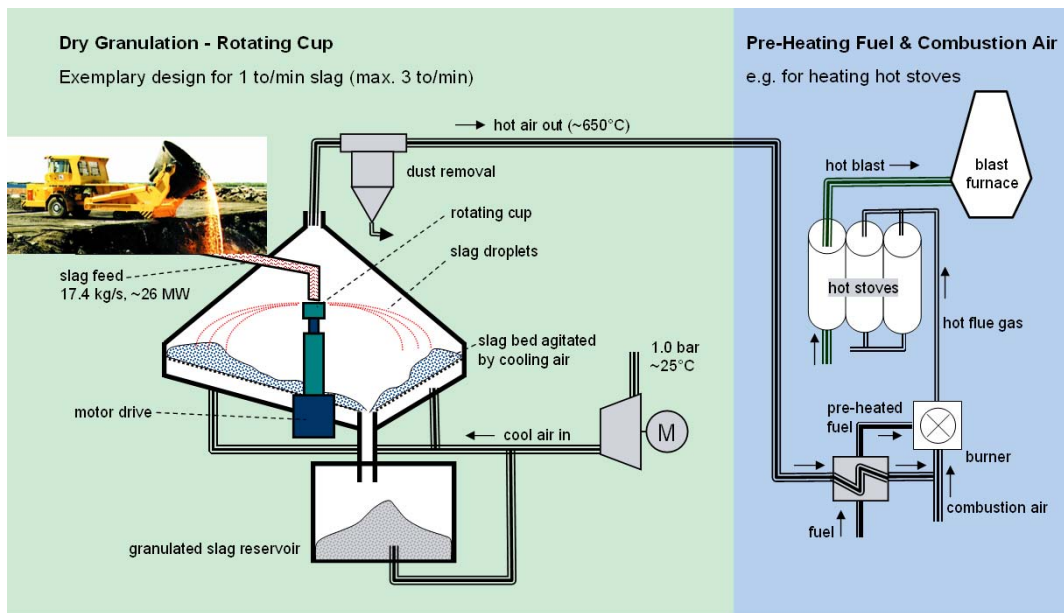 Dry Granulation - Rotating Cup
Exemplary design for 1 to/min slag (max. 3 to/min)
hot air out (~650°C)
dust removal
rotating cup
slag droplets
slag feed
17.4 kg/s, ~26 MW
slag bed agitated
by cooling air
1.0 bar
~25°C
motor drive
cool air in
M
granulated slag reservoir
Pre-Heating Fuel & Combustion Air
e.g. for heating hot stoves
hot blast
blast
furnace
hot stoves
hot flue gas
pre-heated
fuel
burner
combustion air
fuel